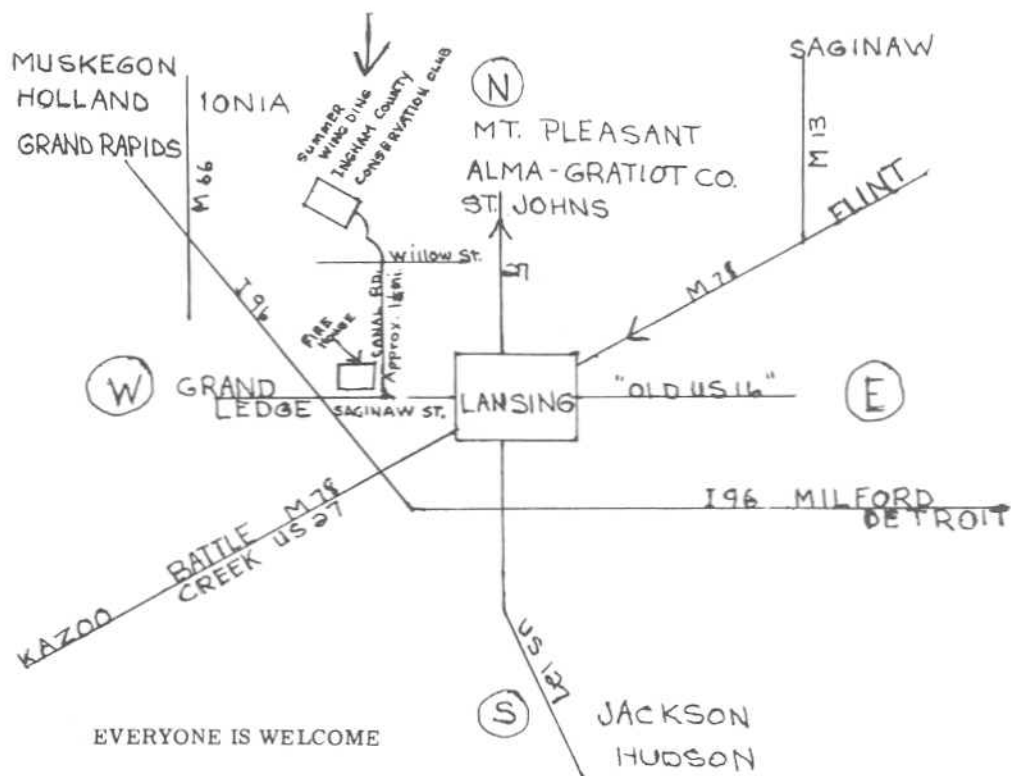 MUSKEGON
HOLLAND
GRAND RAPIDS
IONIA
M 66
I 96
SUMMER
WING DING
INGHAM COUNTY
CONSERVATION CLUB
Willow St.
CANAL RD.
Approx. 1½ mi.
FIRE
HOUSE
N
MT. PLEASANT
ALMA-GRATIOT CO.
ST. JOHNS
27
SAGINAW
M 13
FLINT
M 78
W
GRAND
LEDGE
SAGINAW ST.
LANSING
"OLD US 16"
E
I 96 MILFORD
DETROIT
M 78
US 27
BATTLE
CREEK
KAZOO
US 127
S
JACKSON
HUDSON
EVERYONE IS WELCOME